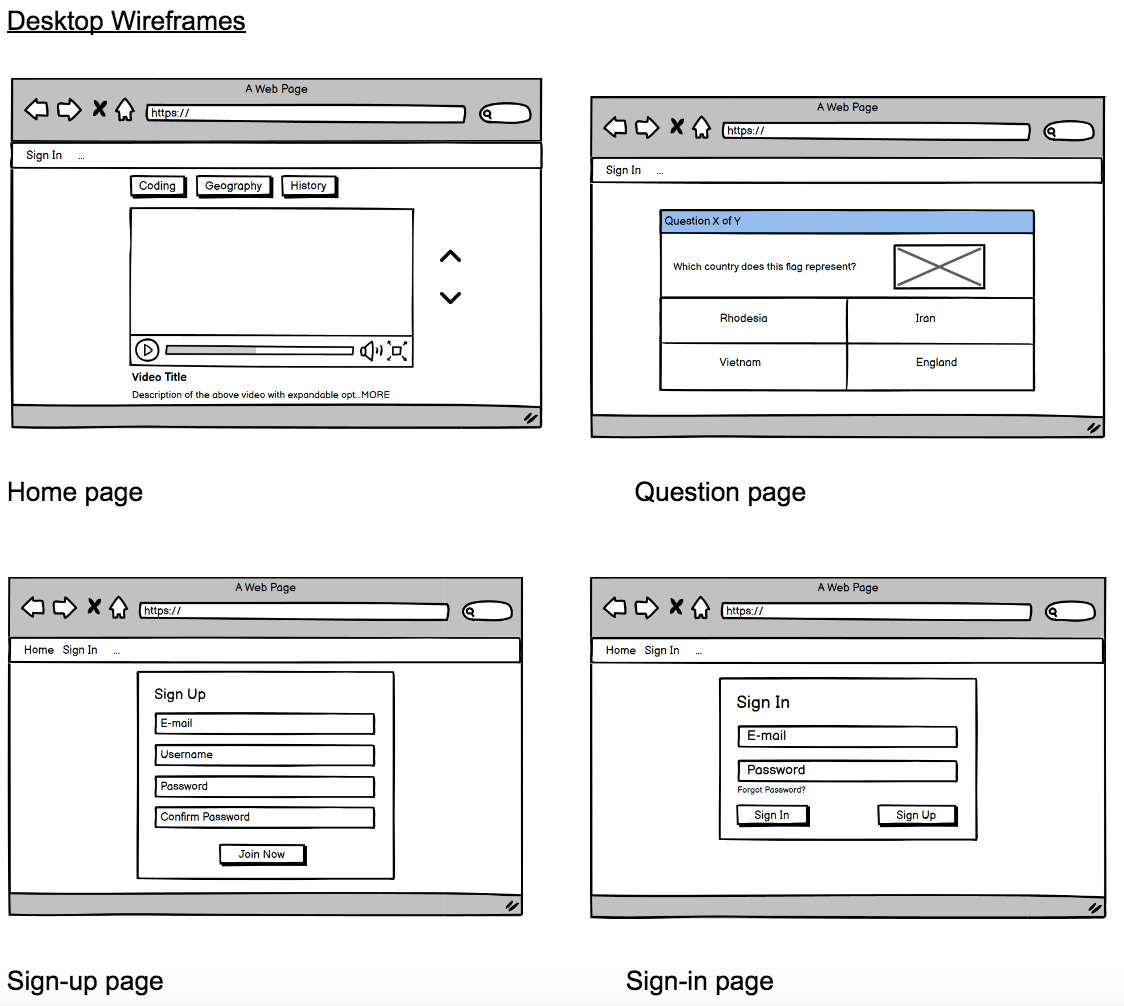 Desktop Wireframes
A Web Page
https://
Sign In ...
Coding Geography History
Video Title
Description of the above video with expandable opt...MORE
Home page
A Web Page
https://
Sign In ...
Question X of Y
Which country does this flag represent?
Rhodesia Iran
Vietnam England
Question page
A Web Page
https://
Home Sign In ...
Sign Up
E-mail
Username
Password
Confirm Password
Join Now
Sign-up page
A Web Page
https://
Home Sign In ...
Sign In
E-mail
Password
Forgot Password?
Sign In Sign Up
Sign-in page